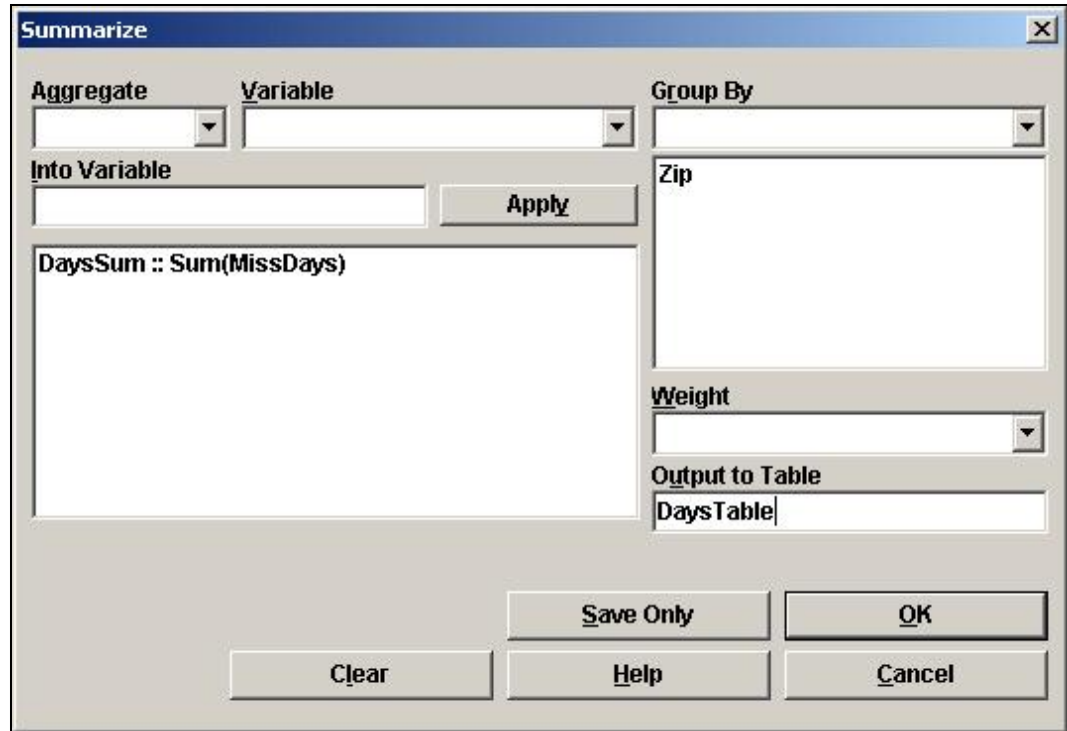 Summarize
Aggregate
Variable
Group By
Into Variable
Apply
Zip
DaysSum :: Sum(MissDays)
Weight
Output to Table
DaysTable
Save Only
OK
Clear
Help
Cancel